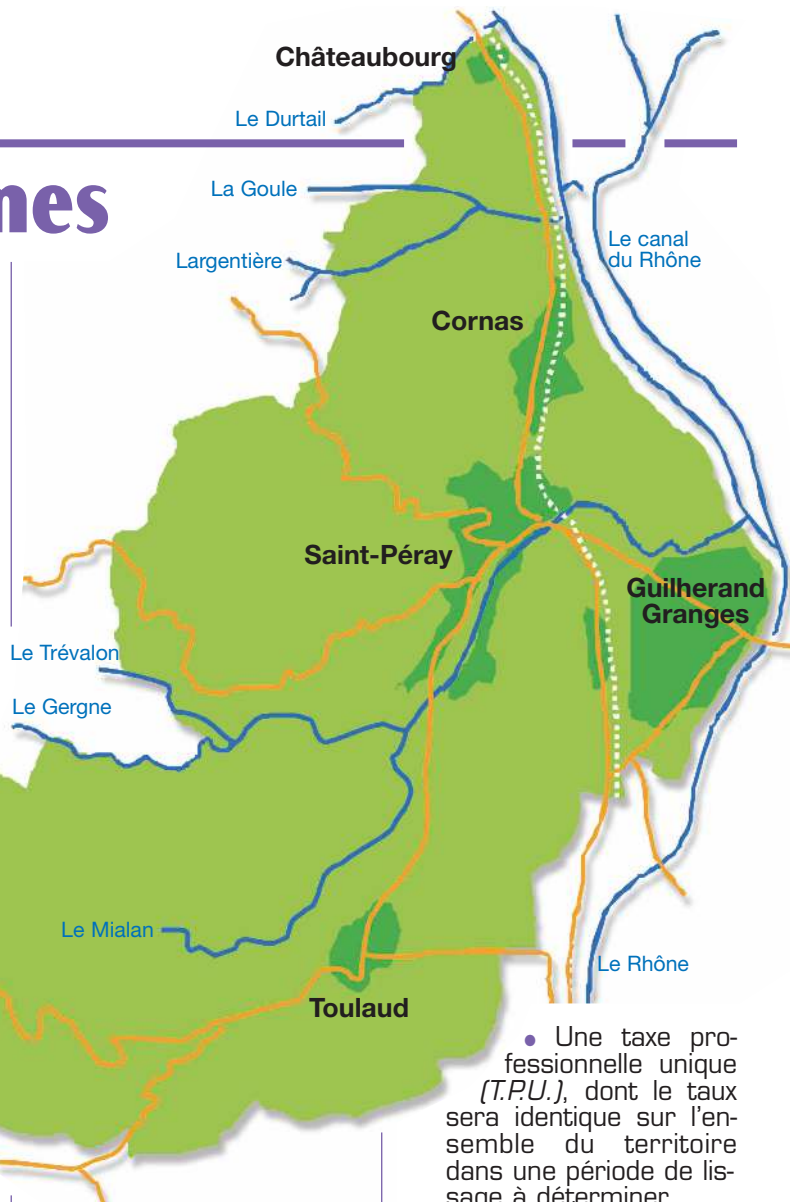 Châteaubourg
Le Durtail
mes
La Goule
Le canal
du Rhône
Largentière
Cornas
Saint-Péray
Guilherand
Granges
Le Trévalon
Le Gergne
Le Mialan
Le Rhône
Toulaud
• Une taxe pro-
fessionnelle unique
(T.P.U.), dont le taux
sera identique sur l'en-
semble du territoire
dans une période de lis-
sage à déterminer